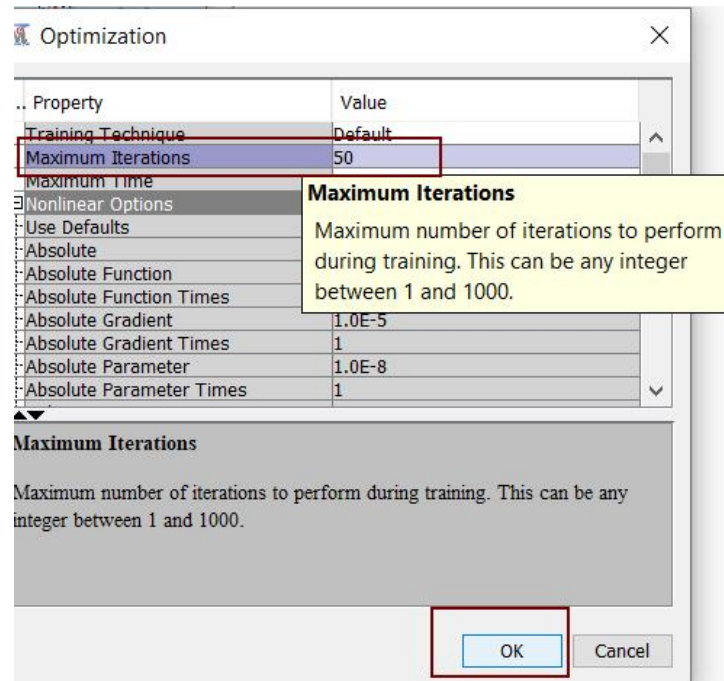 Optimization
.. Property Value
Training Technique Default
Maximum Iterations 50
Maximum Time
Nonlinear Options
Use Defaults
Absolute
Absolute Function
Absolute Function Times
Absolute Gradient 1.0E-5
Absolute Gradient Times 1
Absolute Parameter 1.0E-8
Absolute Parameter Times 1
Maximum Iterations
Maximum number of iterations to perform
during training. This can be any integer
between 1 and 1000.
Maximum Iterations
Maximum number of iterations to perform during training. This can be any
integer between 1 and 1000.
OK Cancel